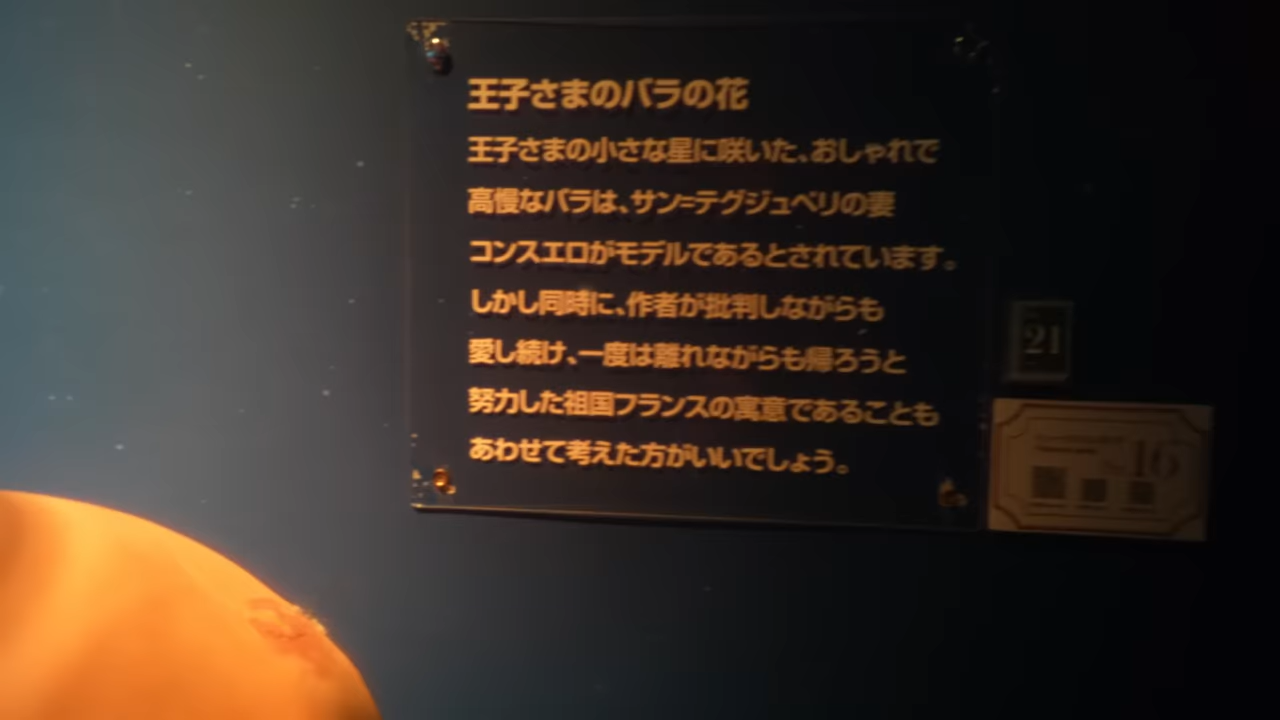 王子さまのバラの花
王子さまの小さな星に咲いた、おしゃれで
高慢なバラは、サン=テグジュペリの妻
コンスエロがモデルであるとされています。
しかし同時に、作者が批判しながらも
愛し続け、一度は離れながらも帰ろうと
努力した祖国フランスの寓意であることも
あわせて考えた方がいいでしょう。
21
16